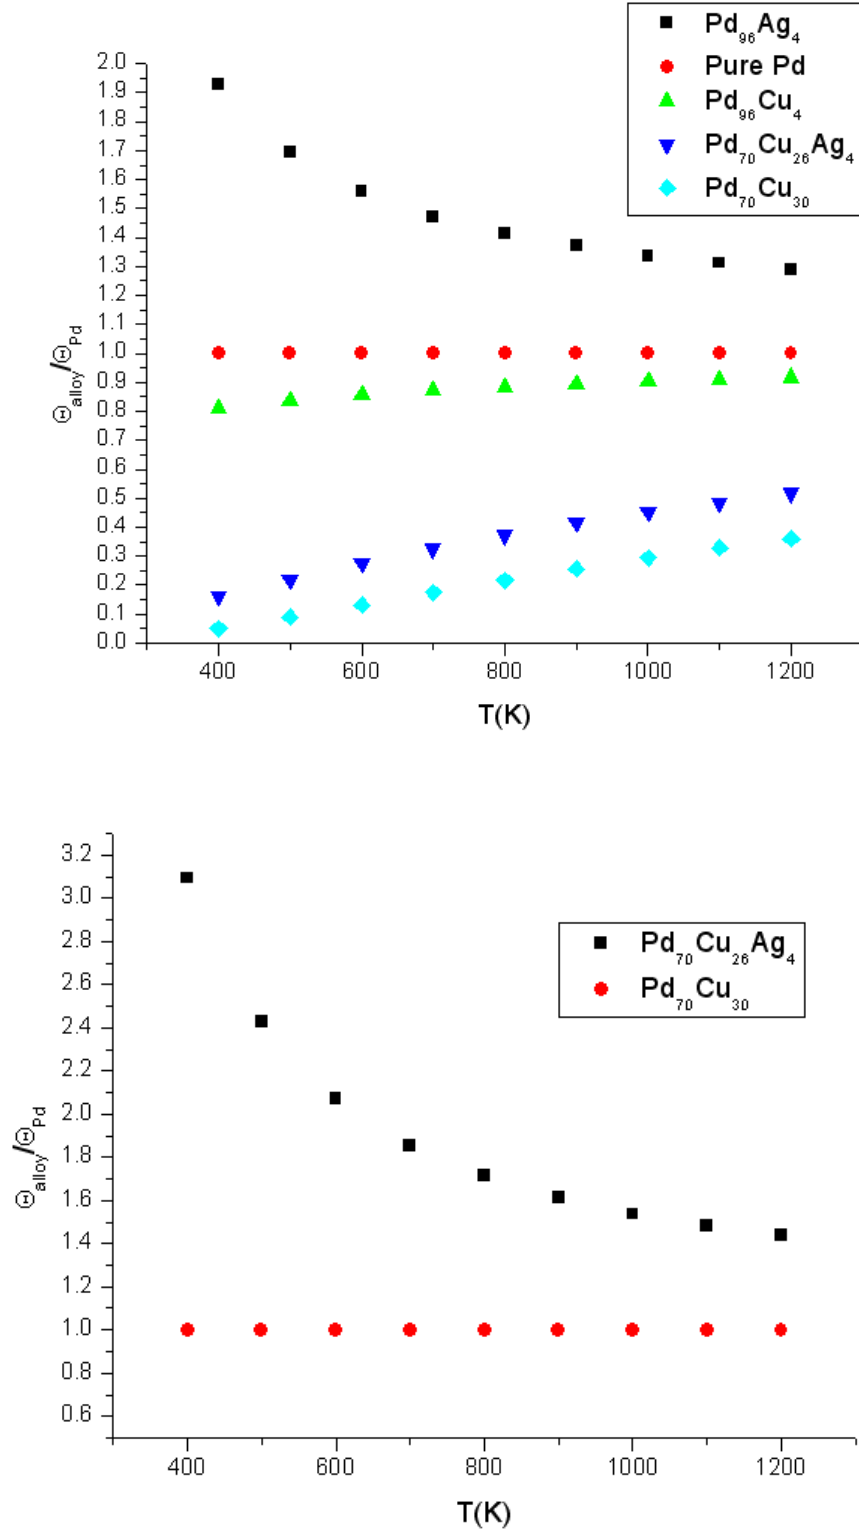 Pd₉₆Ag₄
Pure Pd
Pd₉₆Cu₄
Pd₇₀Cu₂₆Ag₄
Pd₇₀Cu₃₀
2.0
1.9
1.8
1.7
1.6
1.5
1.4
1.3
1.2
1.1
1.0
0.9
0.8
0.7
0.6
0.5
0.4
0.3
0.2
0.1
0.0
Θalloy/ΘPd
400 600 800 1000 1200
T(K)
3.2
3.0
2.8
2.6
2.4
2.2
2.0
1.8
1.6
1.4
1.2
1.0
0.8
0.6
Θalloy/ΘPd
Pd₇₀Cu₂₆Ag₄
Pd₇₀Cu₃₀
400 600 800 1000 1200
T(K)